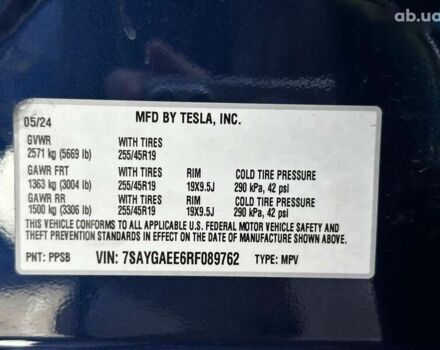 ab.ua
05/24 MFD BY TESLA, INC.
GVWR WITH TIRES
2571 kg (5669 lb) 255/45R19
GAWR FRT WITH TIRES RIM COLD TIRE PRESSURE
1363 kg (3004 lb) 255/45R19 19X9.5J 290 kPa, 42 psi
GAWR RR WITH TIRES RIM COLD TIRE PRESSURE
1500 kg (3306 lb) 255/45R19 19X9.5J 290 kPa, 42 psi
THIS VEHICLE CONFORMS TO ALL APPLICABLE U.S. FEDERAL MOTOR VEHICLE SAFETY AND
THEFT PREVENTION STANDARDS IN EFFECT ON THE DATE OF MANUFACTURE SHOWN ABOVE.
PNT: PPSB VIN: 7SAYGAEE6RF089762 TYPE: MPV